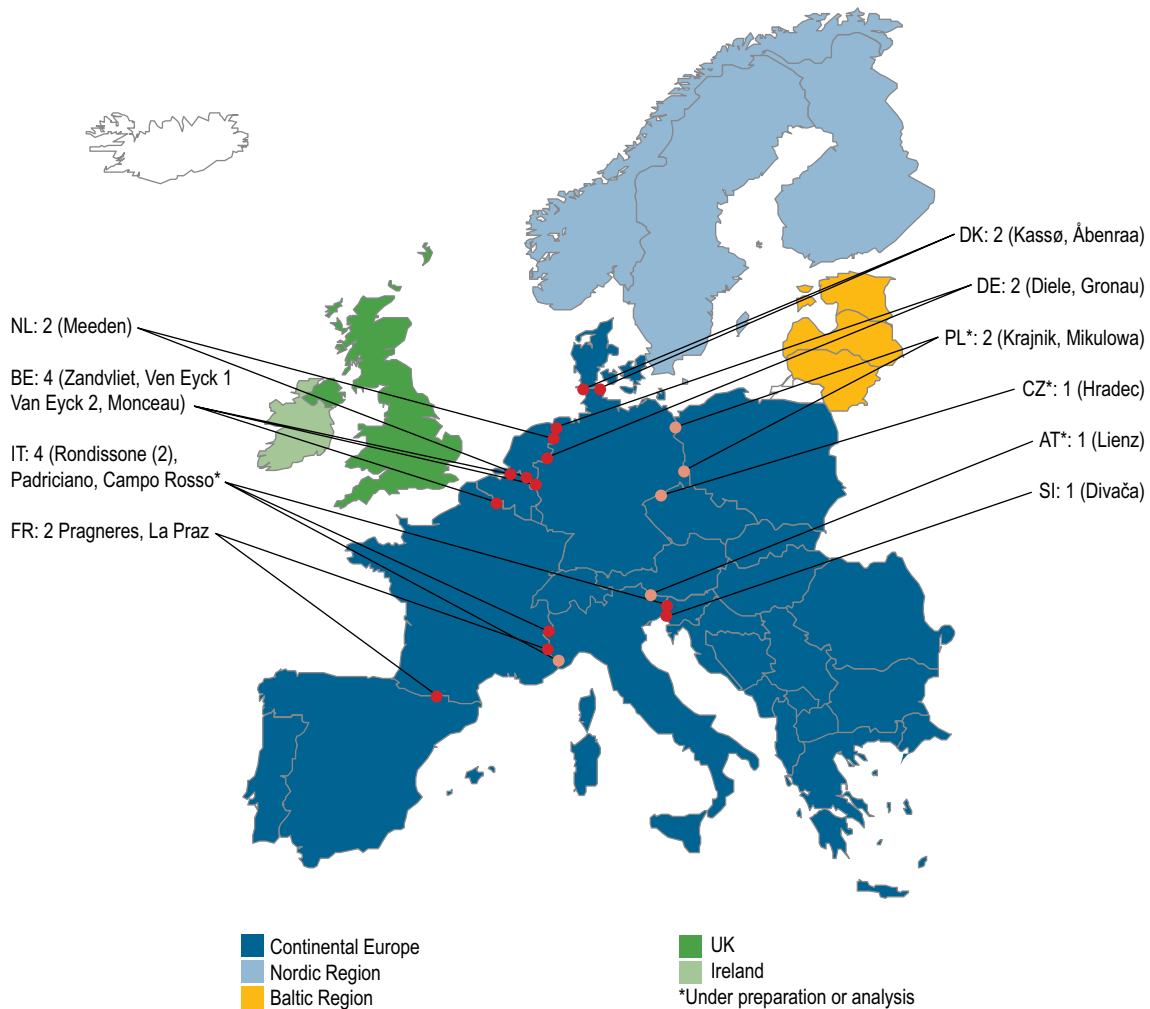 DK: 2 (Kassø, Åbenraa)
DE: 2 (Diele, Gronau)
NL: 2 (Meeden)
PL*: 2 (Krajnik, Mikulowa)
BE: 4 (Zandvliet, Ven Eyck 1
Van Eyck 2, Monceau)
CZ*: 1 (Hradec)
AT*: 1 (Lienz)
IT: 4 (Rondissone (2),
Padriciano, Campo Rosso*
SI: 1 (Divača)
FR: 2 Pragneres, La Praz
Continental Europe
Nordic Region
Baltic Region
UK
Ireland
*Under preparation or analysis